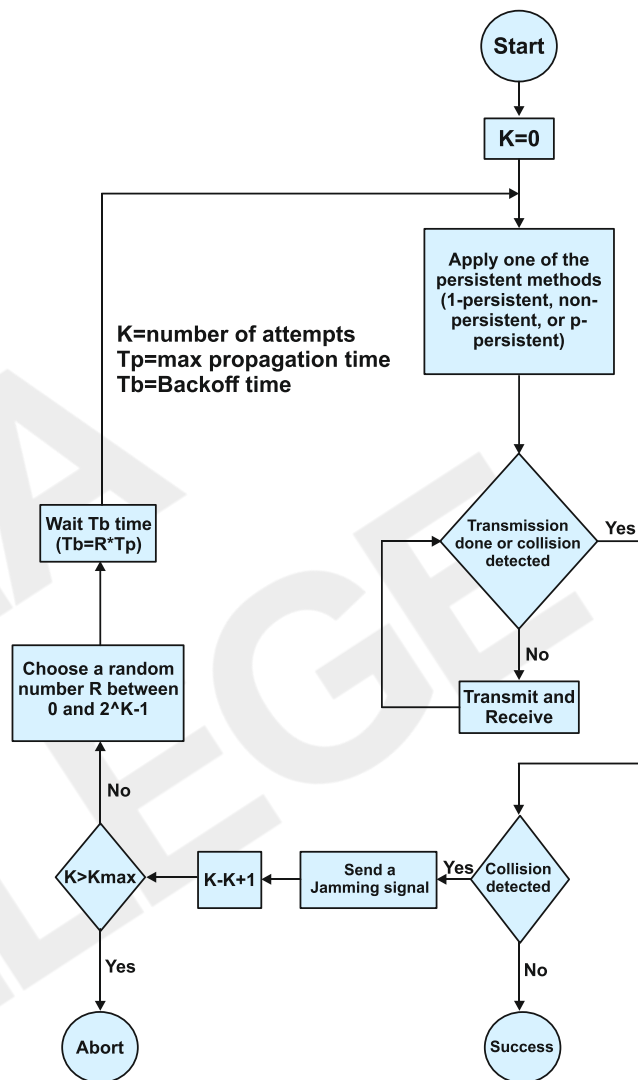 Start
K=0
Apply one of the
persistent methods
(1-persistent, non-
persistent, or p-
persistent)
K=number of attempts
Tp=max propagation time
Tb=Backoff time
Wait Tb time
(Tb=R*Tp)
Transmission
done or collision
detected
Yes
No
Transmit and
Receive
Choose a random
number R between
0 and 2^K-1
No
K>Kmax
K-K+1
Send a
Jamming signal
Yes
Collision
detected
Yes
No
Abort
Success